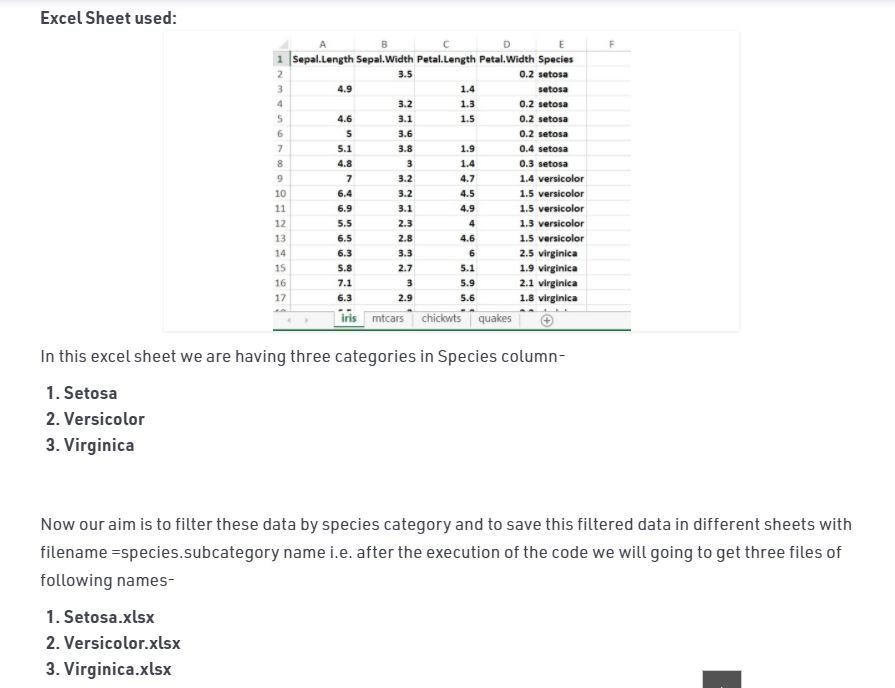 Excel Sheet used:
A B C D E F
1 Sepal.Length Sepal.Width Petal.Length Petal.Width Species
2 3.5 0.2 setosa
3 4.9 1.4 setosa
4 3.2 1.3 0.2 setosa
5 4.6 3.1 1.5 0.2 setosa
6 5 3.6 0.2 setosa
7 5.1 3.8 1.9 0.4 setosa
8 4.8 3 1.4 0.3 setosa
9 7 3.2 4.7 1.4 versicolor
10 6.4 3.2 4.5 1.5 versicolor
11 6.9 3.1 4.9 1.5 versicolor
12 5.5 2.3 4 1.3 versicolor
13 6.5 2.8 4.6 1.5 versicolor
14 6.3 3.3 6 2.5 virginica
15 5.8 2.7 5.1 1.9 virginica
16 7.1 3 5.9 2.1 virginica
17 6.3 2.9 5.6 1.8 virginica
iris mtcars chickwts quakes
In this excel sheet we are having three categories in Species column-
1. Setosa
2. Versicolor
3. Virginica
Now our aim is to filter these data by species category and to save this filtered data in different sheets with
filename =species.subcategory name i.e. after the execution of the code we will going to get three files of
following names-
1. Setosa.xlsx
2. Versicolor.xlsx
3. Virginica.xlsx